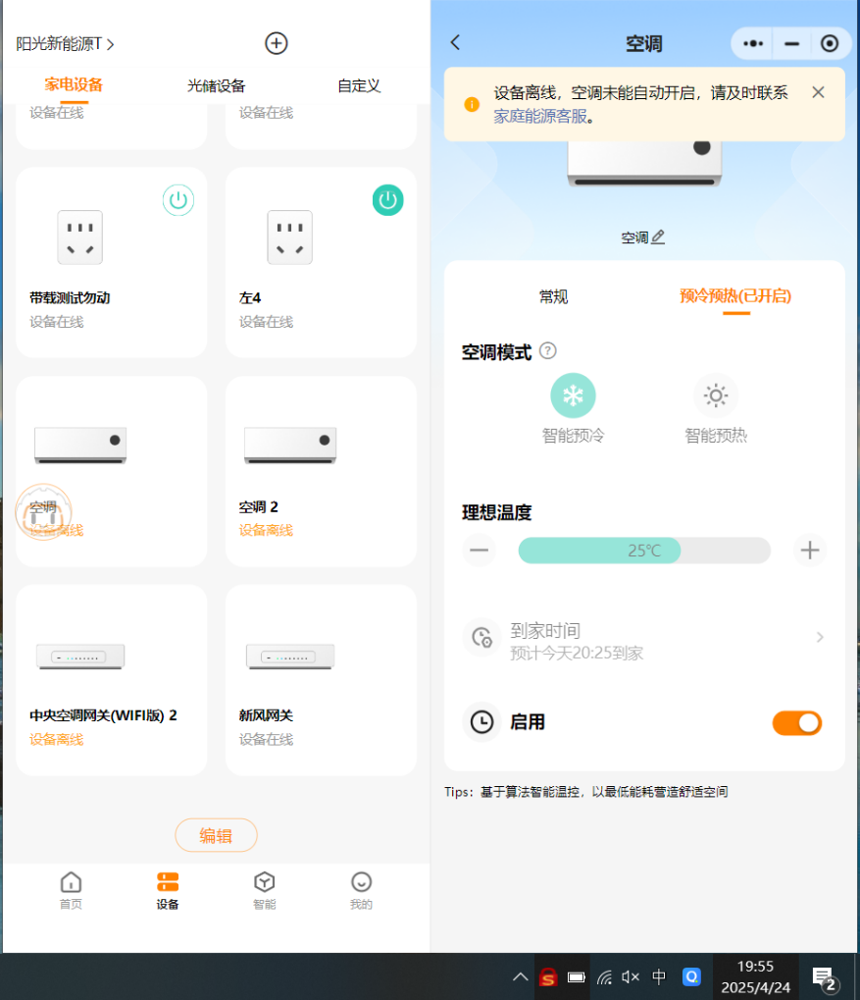 阳光新能源T
家电设备
光储设备
自定义
设备在线
设备在线
带载测试勿动
设备在线
左4
设备在线
空调
设备离线
空调 2
设备离线
中央空调网关(WIFI版) 2
设备离线
新风网关
设备在线
编辑
首页
设备
智能
我的
空调
设备离线，空调未能自动开启，请及时联系
家庭能源客服。
空调
常规
预冷预热(已开启)
空调模式
智能预冷
智能预热
理想温度
25℃
到家时间
预计今天20:25到家
启用
Tips：基于算法智能温控，以最低能耗营造舒适空间
中
19:55
2025/4/24
2